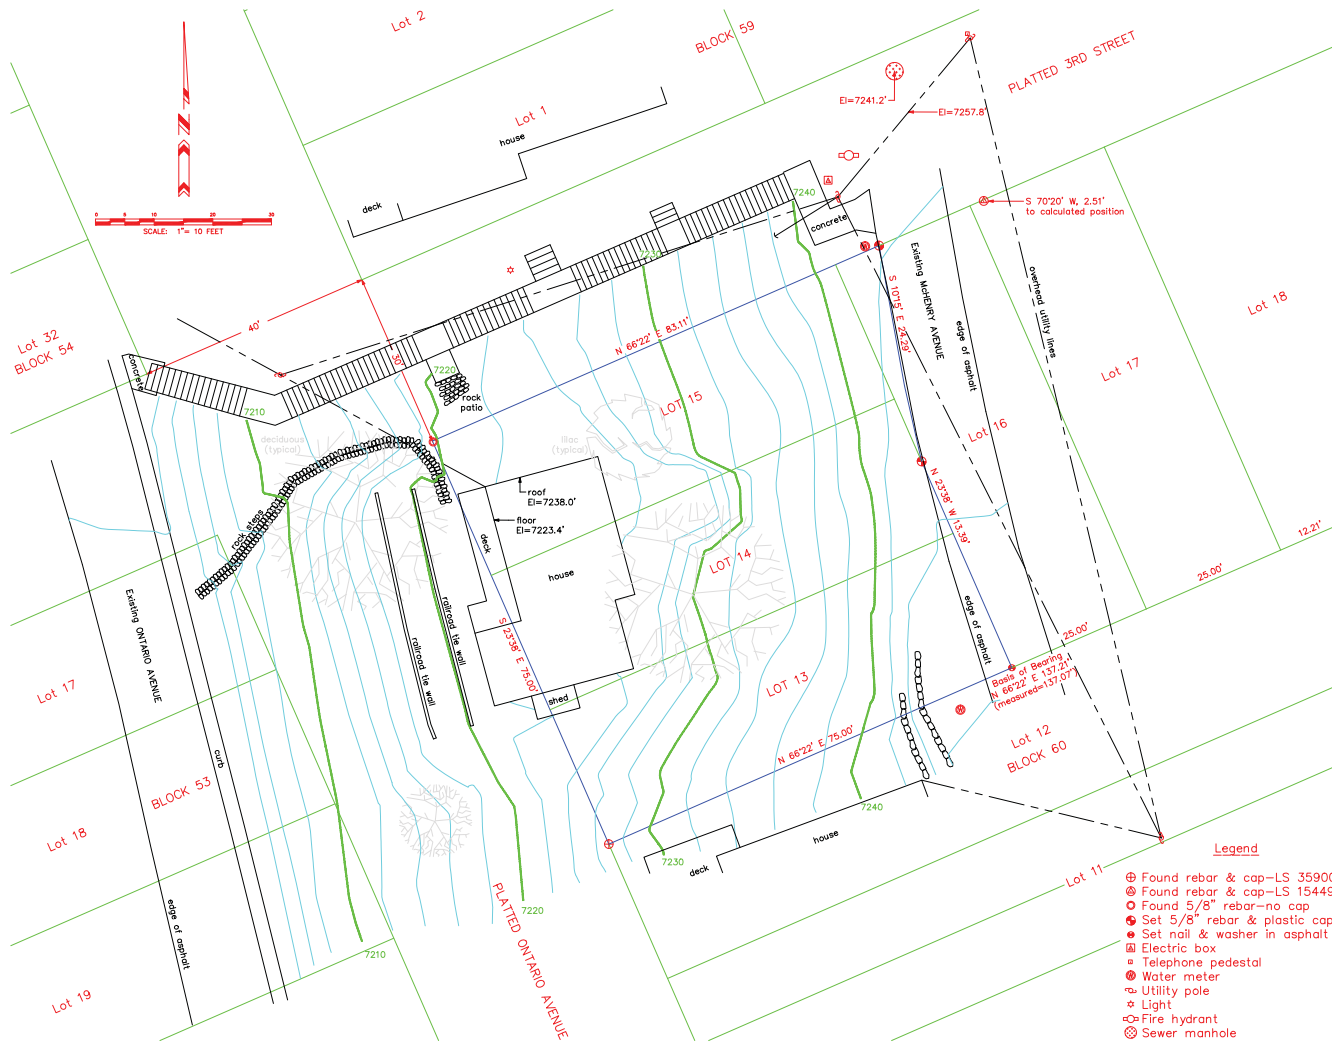 Lot 2
BLOCK 59
PLATTED 3RD STREET
El=7241.2'
El=7257.8'
Lot 1
house
deck
0 5 10 20 30
SCALE: 1"= 10 FEET
7240
concrete
S 70°20' W, 2.51'
to calculated position
Lot 32
BLOCK 54
40'
30'
7230
N 66°22' E 83.11'
S 10°15' E 24.29'
Existing McHENRY AVENUE
edge of asphalt
overhead utility lines
Lot 18
Lot 17
concrete
7220
rock
patio
7210
deciduous
(typical)
lilac
(typical)
LOT 15
Lot 16
roof
El=7238.0'
floor
El=7223.4'
rock steps
deck
house
LOT 14
N 23°38' W 13.39'
12.21'
25.00'
25.00'
Existing ONTARIO AVENUE
railroad tie wall
railroad tie wall
S 23°38' E 75.00'
edge of asphalt
Basis of Bearing
N 66°22' E 137.21'
(measured=137.07')
Lot 17
LOT 13
shed
N 66°22' E 75.00'
Lot 12
BLOCK 60
curb
BLOCK 53
Lot 18
7240
house
deck
7230
Lot 11
7220
PLATTED ONTARIO AVENUE
edge of asphalt
7210
Lot 19
Legend
Found rebar & cap-LS 35900
Found rebar & cap-LS 15449
Found 5/8" rebar-no cap
Set 5/8" rebar & plastic cap
Set nail & washer in asphalt
Electric box
Telephone pedestal
Water meter
Utility pole
Light
Fire hydrant
Sewer manhole